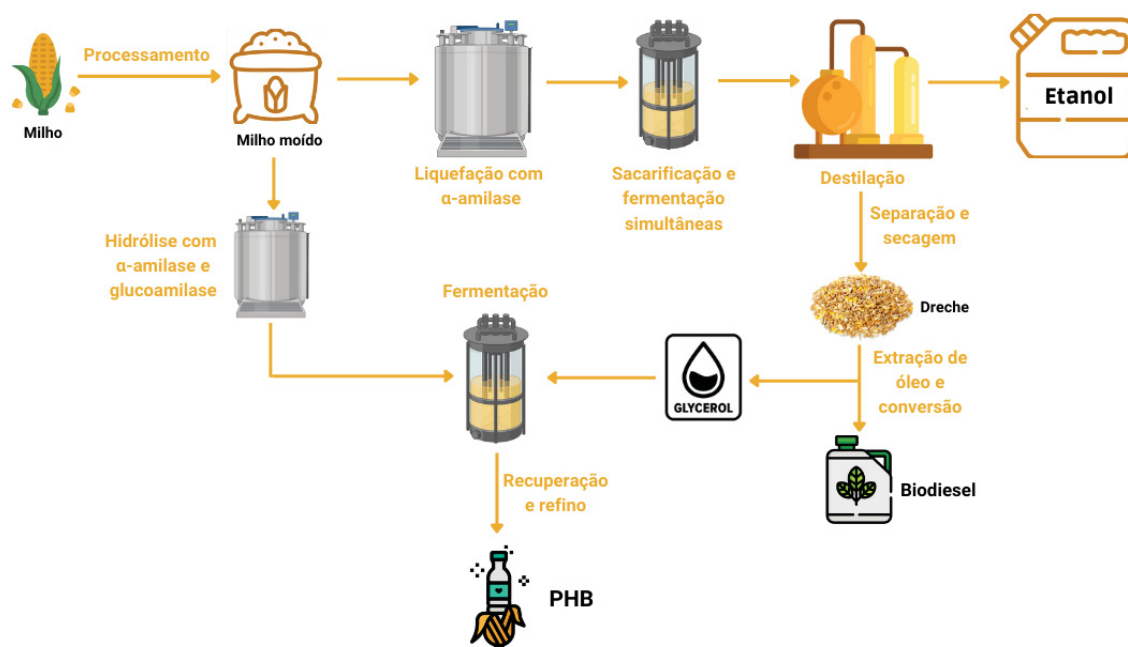 Processamento
Milho
Milho moído
Liquefação com
α-amilase
Sacarificação e
fermentação
simultâneas
Destilação
Etanol
Hidrólise com
α-amilase e
glucoamilase
Separação e
secagem
Dreche
Fermentação
GLYCEROL
Extração de
óleo e
conversão
Biodiesel
Recuperação
e refino
PHB